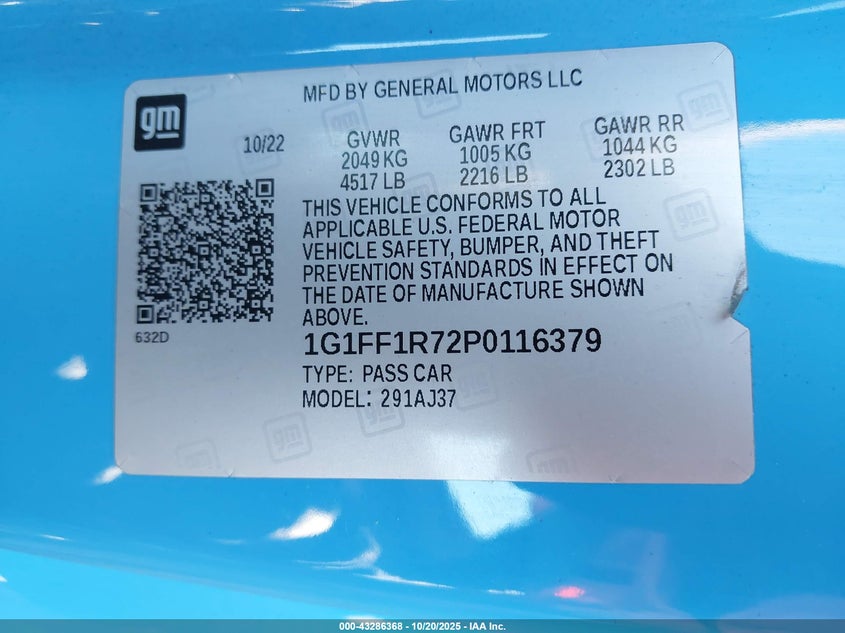 MFD BY GENERAL MOTORS LLC
gm
10/22
GVWR
2049 KG
4517 LB
GAWR FRT
1005 KG
2216 LB
GAWR RR
1044 KG
2302 LB
THIS VEHICLE CONFORMS TO ALL
APPLICABLE U.S. FEDERAL MOTOR
VEHICLE SAFETY, BUMPER, AND THEFT
PREVENTION STANDARDS IN EFFECT ON
THE DATE OF MANUFACTURE SHOWN
ABOVE.
632D
1G1FF1R72P0116379
TYPE: PASS CAR
MODEL: 291AJ37
000-43286368 - 10/20/2025 - IAA Inc.